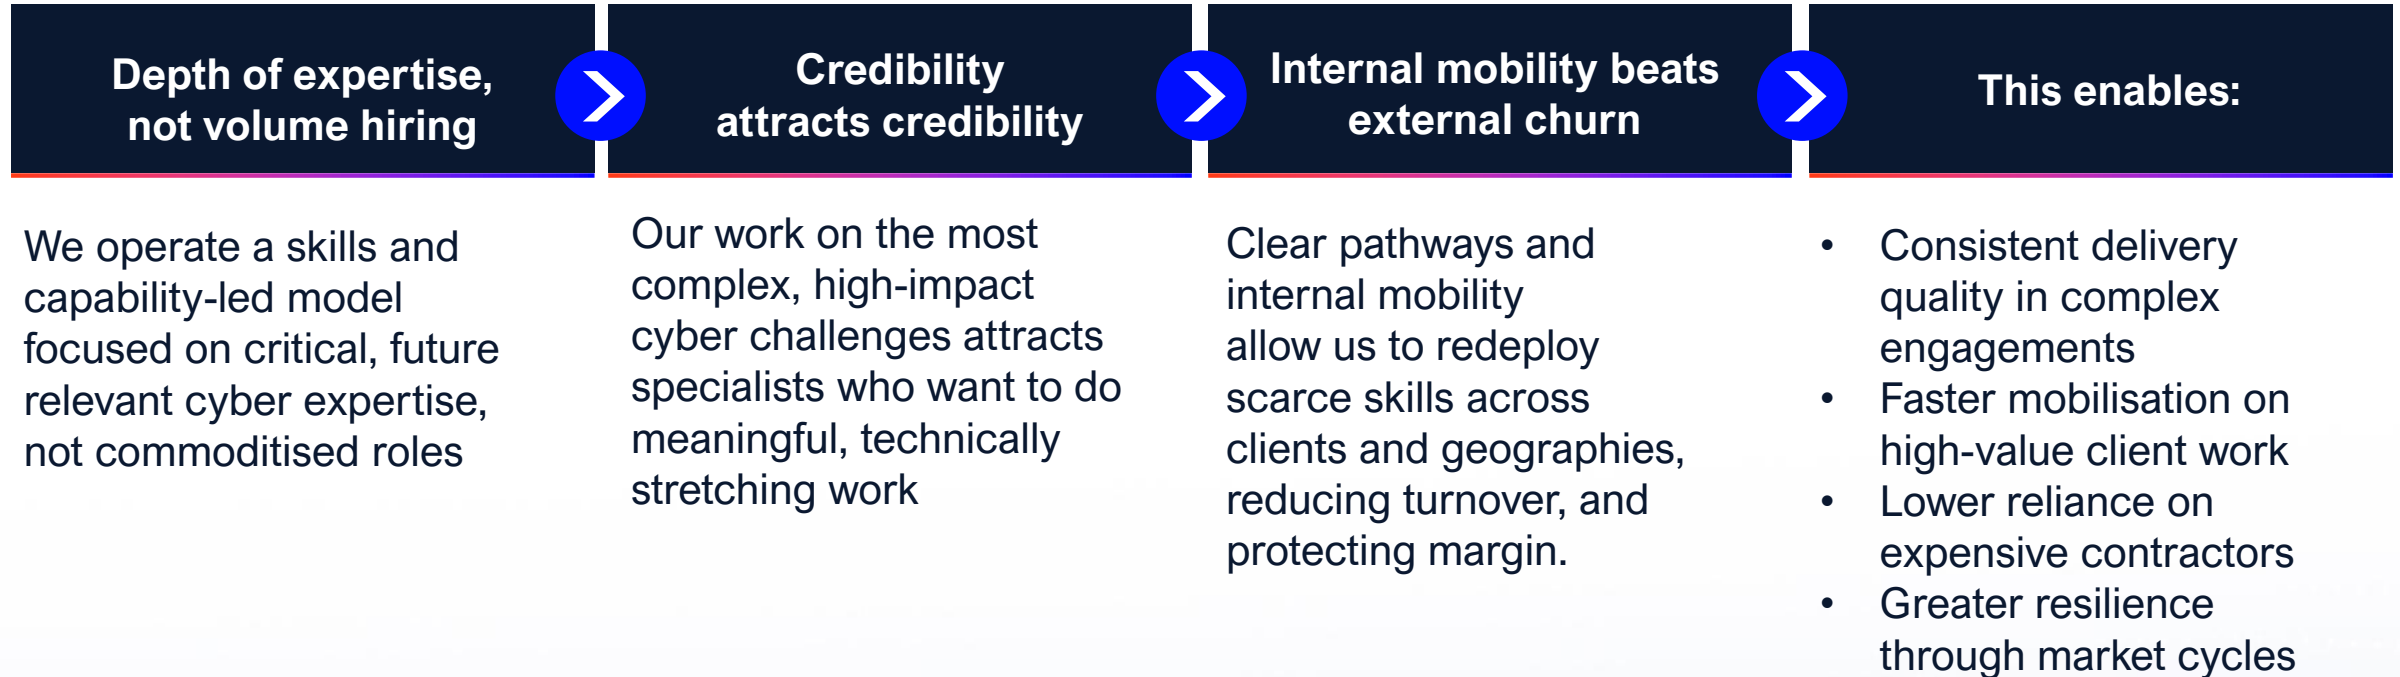 Depth of expertise,
not volume hiring
We operate a skills and
capability-led model
focused on critical, future
relevant cyber expertise,
not commoditised roles
Credibility
attracts credibility
Our work on the most
complex, high-impact
cyber challenges attracts
specialists who want to do
meaningful, technically
stretching work
Internal mobility beats
external churn
Clear pathways and
internal mobility
allow us to redeploy
scarce skills across
clients and geographies,
reducing turnover, and
protecting margin.
This enables:
• Consistent delivery
quality in complex
engagements
• Faster mobilisation on
high-value client work
• Lower reliance on
expensive contractors
• Greater resilience
through market cycles